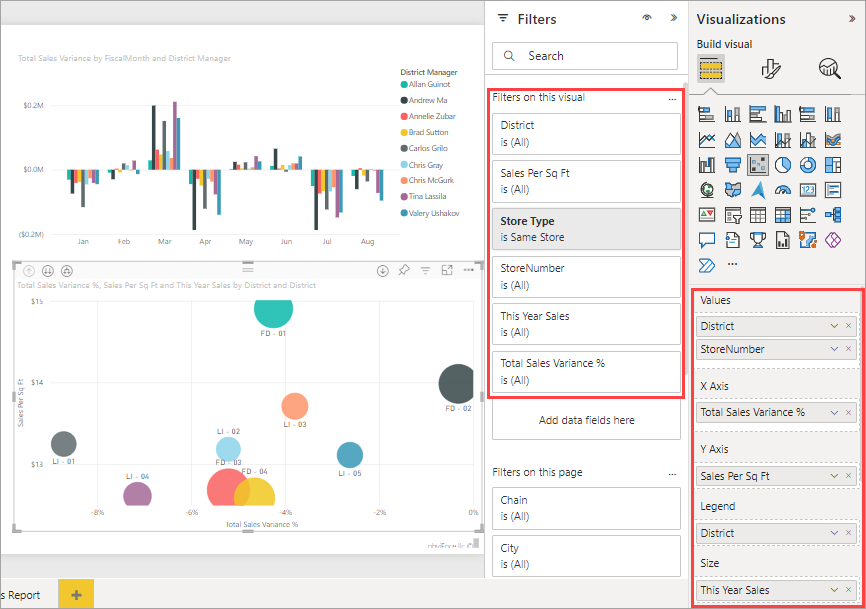 Total Sales Variance by FiscalMonth and District Manager
District Manager
Allan Guinot
Andrew Ma
Annelie Zubar
Brad Sutton
Carlos Grilo
Chris Gray
Chris McGurk
Tina Lassila
Valery Ushakov
$0.2M
$0.0M
($0.2M)
Jan Feb Mar Apr May Jun Jul Aug
Total Sales Variance %, Sales Per Sq Ft and This Year Sales by District and District
Sales Per Sq Ft
$15
$14
$13
FD - 01
FD - 02
LI - 03
LI - 02
LI - 01
FD - 03
FD - 04
LI - 05
LI - 04
-8% -6% -4% -2% 0%
Total Sales Variance %
s Report
+
Filters
Search
Filters on this visual ...
District
is (All)
Sales Per Sq Ft
is (All)
Store Type
is Same Store
StoreNumber
is (All)
This Year Sales
is (All)
Total Sales Variance %
is (All)
Add data fields here
Filters on this page ...
Chain
is (All)
City
is (All)
Visualizations
Build visual
123
R
Py
...
Values
District
StoreNumber
X Axis
Total Sales Variance %
Y Axis
Sales Per Sq Ft
Legend
District
Size
This Year Sales